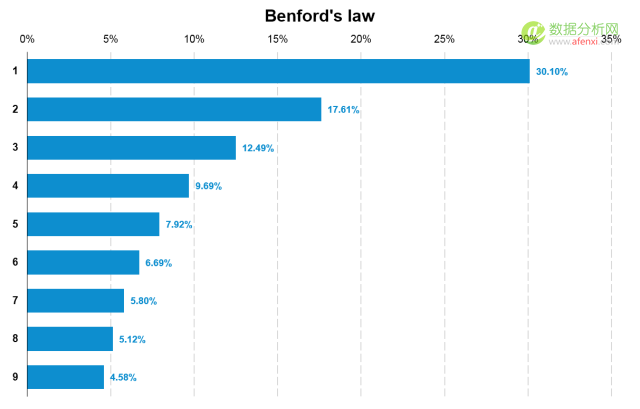 Benford's law
数据分析网
www.afenxi.com
0% 5% 10% 15% 20% 25% 30% 35%
1 30.10%
2 17.61%
3 12.49%
4 9.69%
5 7.92%
6 6.69%
7 5.80%
8 5.12%
9 4.58%